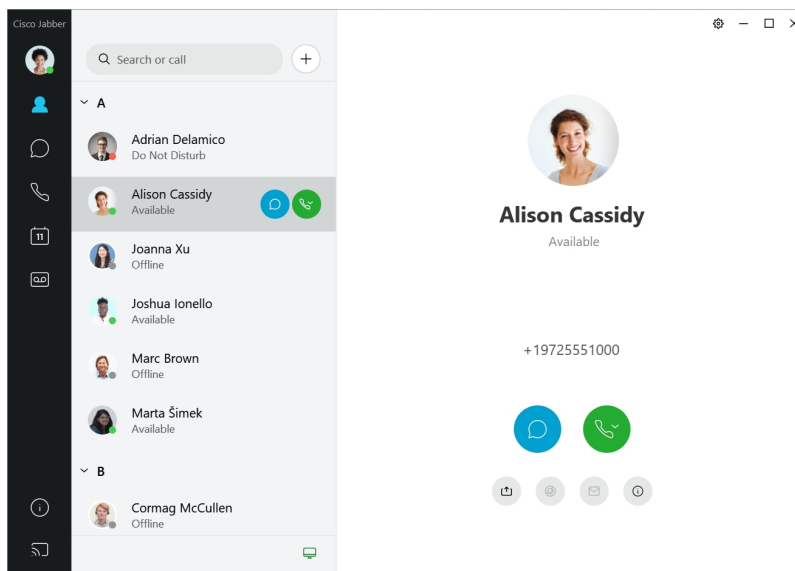 Cisco Jabber
Search or call
A
Adrian Delamico
Do Not Disturb
Alison Cassidy
Available
Joanna Xu
Offline
Joshua Ionello
Available
Marc Brown
Offline
Marta Šimek
Available
B
Cormag McCullen
Offline
11
Alison Cassidy
Available
+19725551000